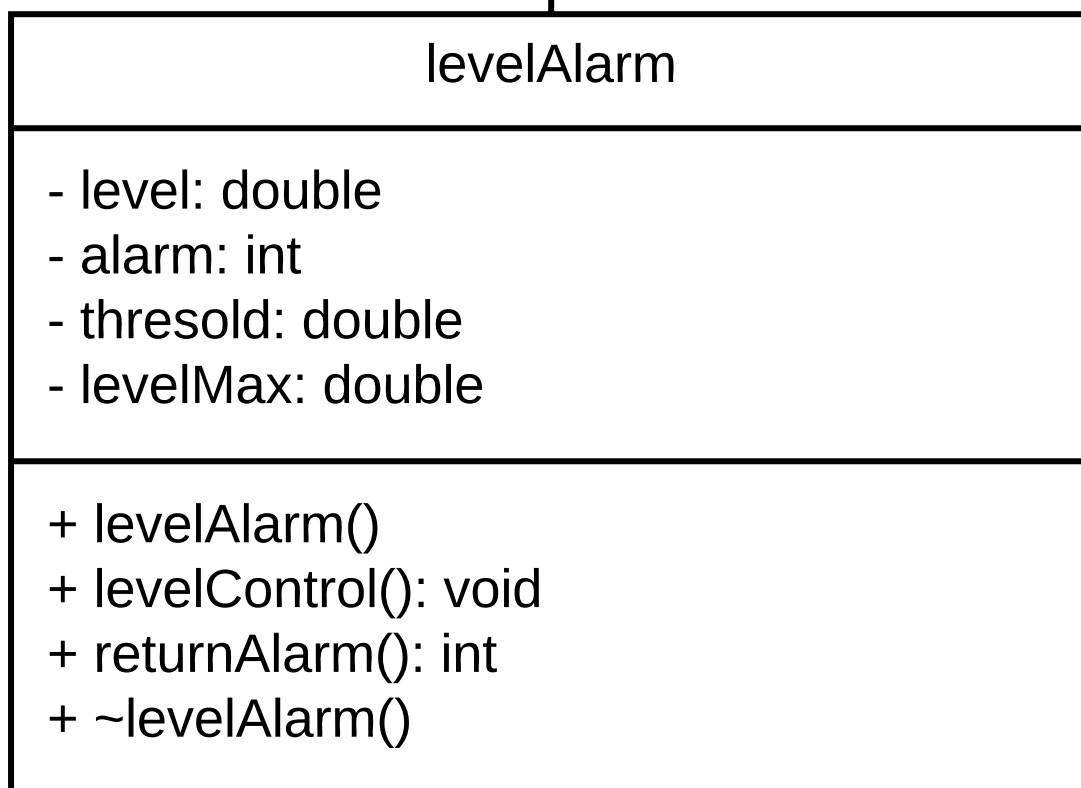 levelAlarm
- level: double
- alarm: int
- thresold: double
- levelMax: double
+ levelAlarm()
+ levelControl(): void
+ returnAlarm(): int
+ ~levelAlarm()